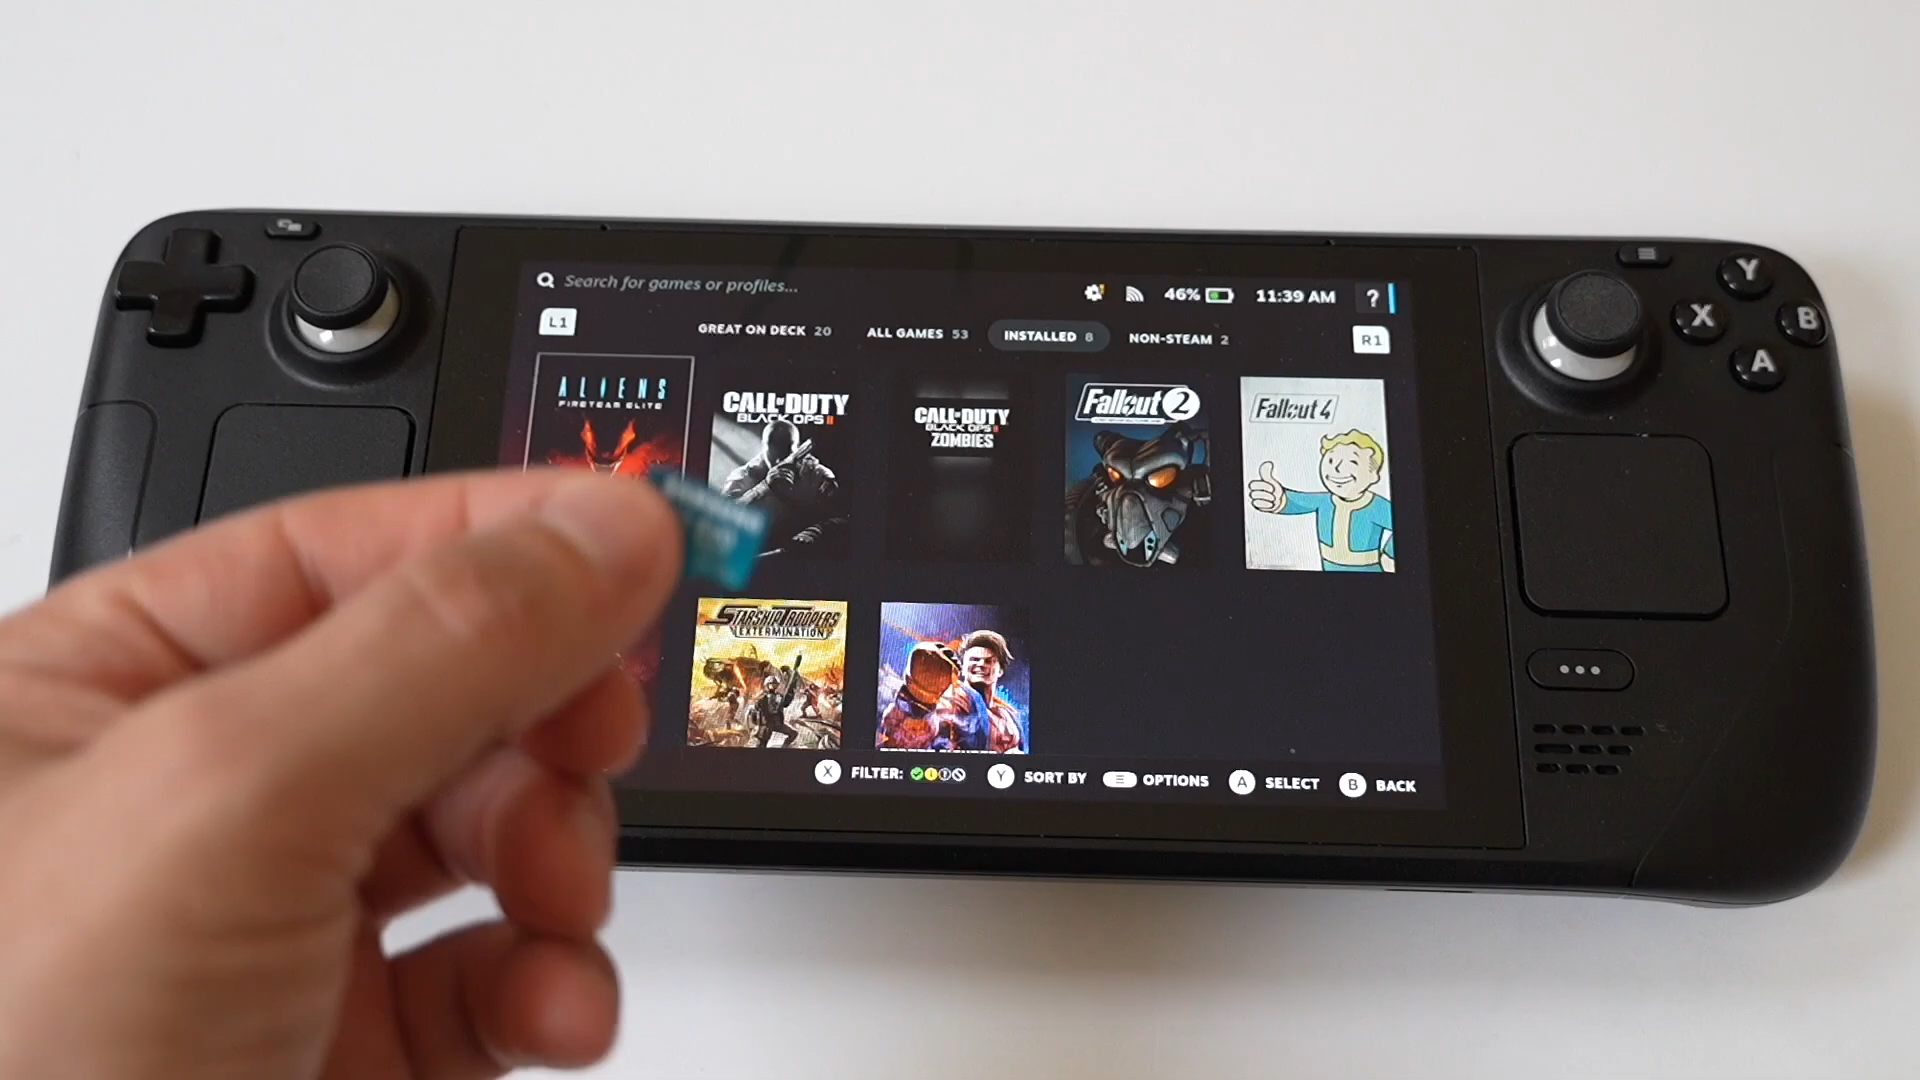 Search for games or profiles...
46%
11:39 AM
?
L1
GREAT ON DECK 20
ALL GAMES 53
INSTALLED 8
NON-STEAM 2
R1
ALIENS
FIRETEAM ELITE
CALL OF DUTY
BLACK OPS II
CALL OF DUTY
BLACK OPS II
ZOMBIES
Fallout 2
Fallout 4
STARSHIP TROOPERS
EXTERMINATION
X FILTER:
Y SORT BY
OPTIONS
A SELECT
B BACK
Y
X
B
A